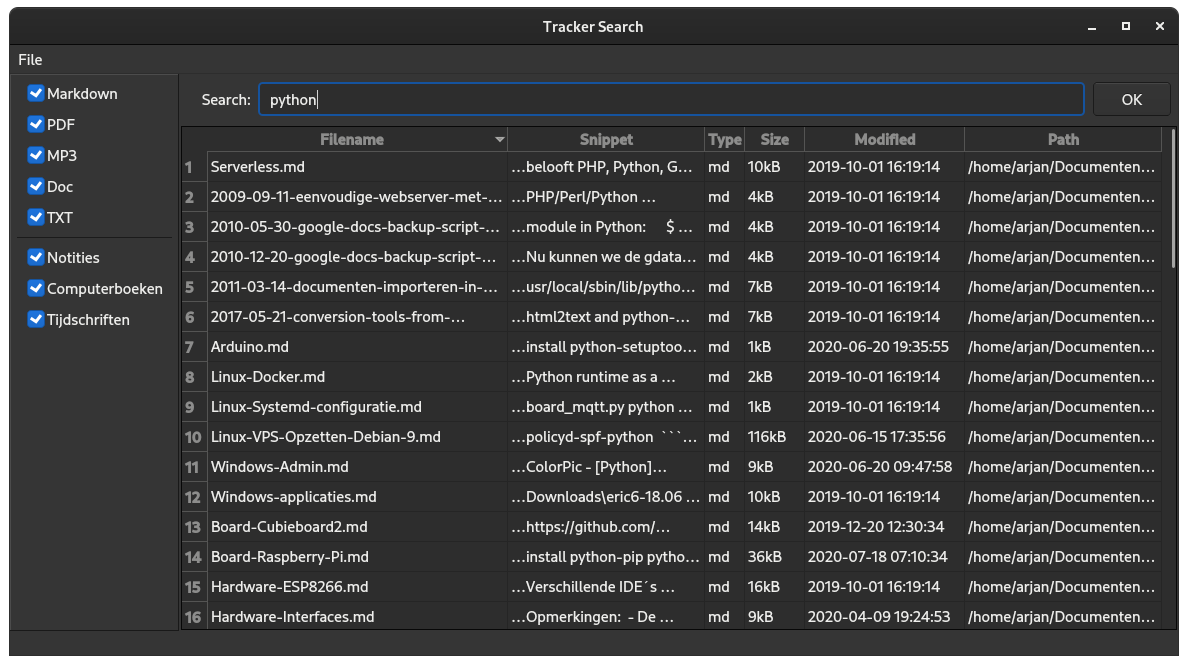 Tracker Search
File
Markdown
PDF
MP3
Doc
TXT
Notities
Computerboeken
Tijdschriften
Search: python OK
Filename Snippet Type Size Modified Path
1 Serverless.md ...belooft PHP, Python, G... md 10kB 2019-10-01 16:19:14 /home/arjan/Documenten...
2 2009-09-11-eenvoudige-webserver-met-... ...PHP/Perl/Python ... md 4kB 2019-10-01 16:19:14 /home/arjan/Documenten...
3 2010-05-30-google-docs-backup-script-... ...module in Python: $ ... md 4kB 2019-10-01 16:19:14 /home/arjan/Documenten...
4 2010-12-20-google-docs-backup-script-... ...Nu kunnen we de gdata... md 4kB 2019-10-01 16:19:14 /home/arjan/Documenten...
5 2011-03-14-documenten-importeren-in-... ...usr/local/sbin/lib/pytho... md 7kB 2019-10-01 16:19:14 /home/arjan/Documenten...
6 2017-05-21-conversion-tools-from-... ...html2text and python-... md 7kB 2019-10-01 16:19:14 /home/arjan/Documenten...
7 Arduino.md ...install python-setuptoo... md 1kB 2020-06-20 19:35:55 /home/arjan/Documenten...
8 Linux-Docker.md ...Python runtime as a ... md 2kB 2019-10-01 16:19:14 /home/arjan/Documenten...
9 Linux-Systemd-configuratie.md ...board_mqtt.py python ... md 1kB 2019-10-01 16:19:14 /home/arjan/Documenten...
10 Linux-VPS-Opzetten-Debian-9.md ...policyd-spf-python ```... md 116kB 2020-06-15 17:35:56 /home/arjan/Documenten...
11 Windows-Admin.md ...ColorPic - [Python]... md 9kB 2020-06-20 09:47:58 /home/arjan/Documenten...
12 Windows-applicaties.md ...Downloads\eric6-18.06 ... md 10kB 2019-10-01 16:19:14 /home/arjan/Documenten...
13 Board-Cubieboard2.md ...https://github.com/... md 14kB 2019-12-20 12:30:34 /home/arjan/Documenten...
14 Board-Raspberry-Pi.md ...install python-pip pytho... md 36kB 2020-07-18 07:10:34 /home/arjan/Documenten...
15 Hardware-ESP8266.md ...Verschillende IDE´s ... md 16kB 2019-10-01 16:19:14 /home/arjan/Documenten...
16 Hardware-Interfaces.md ...Opmerkingen: - De ... md 9kB 2020-04-09 19:24:53 /home/arjan/Documenten...